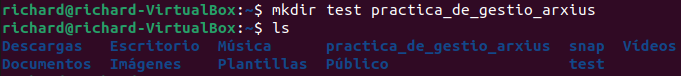 richard@richard-VirtualBox:~$ mkdir test practica_de_gestio_arxius
richard@richard-VirtualBox:~$ ls
Descargas Escritorio Música practica_de_gestio_arxius snap Vídeos
Documentos Imágenes Plantillas Público test